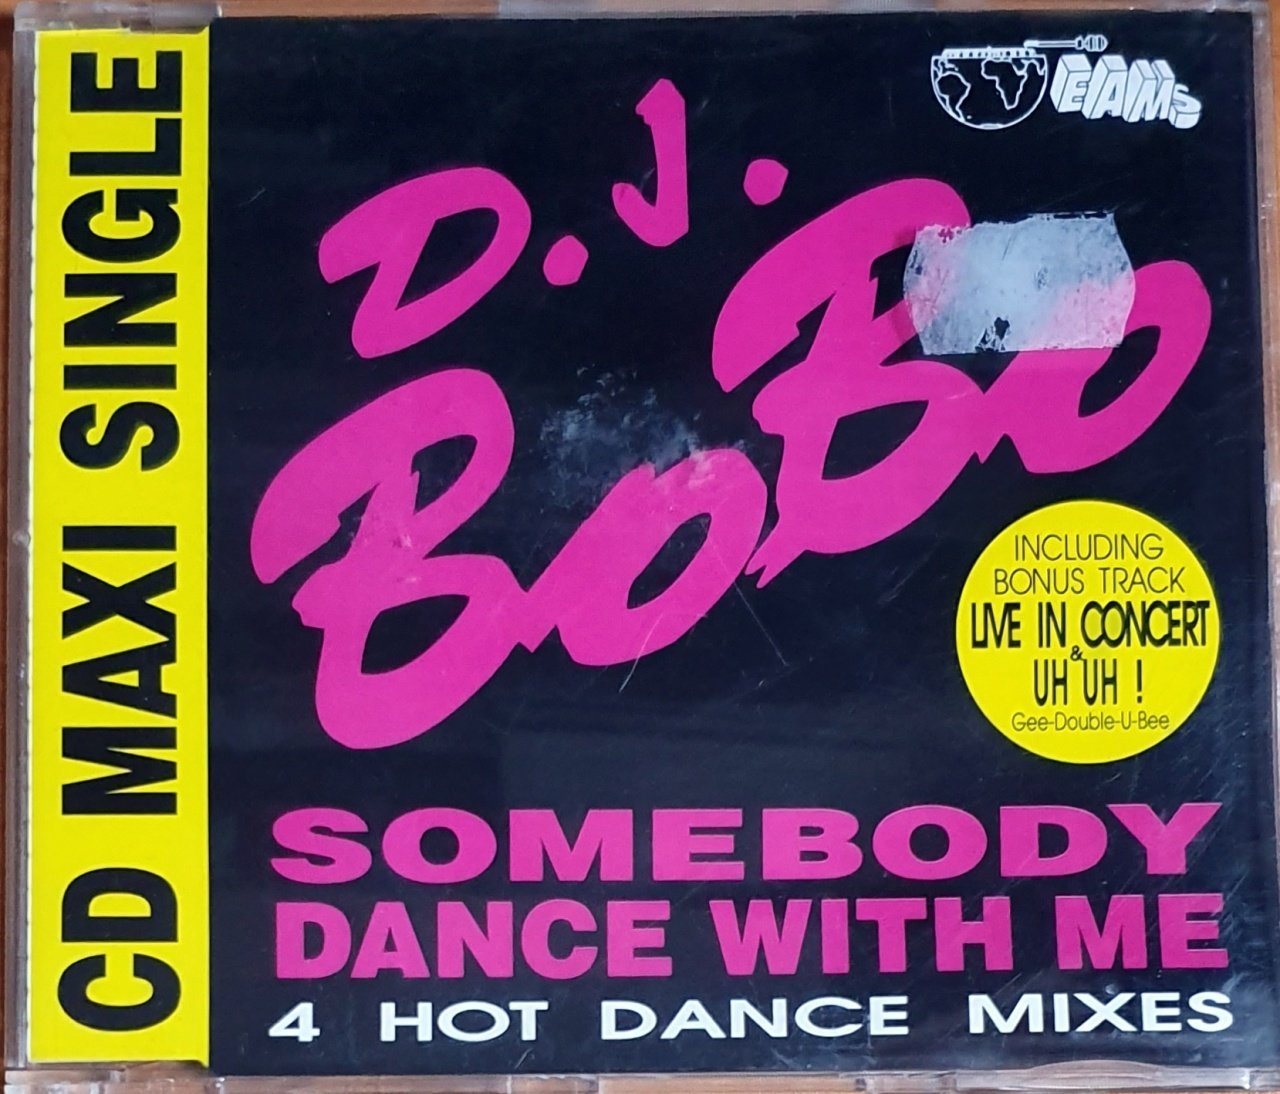 CD MAXI SINGLE
EAMS
D.J.
BoBo
INCLUDING
BONUS TRACK
LIVE IN CONCERT
&
UH UH !
Gee-Double-U-Bee
SOMEBODY
DANCE WITH ME
4 HOT DANCE MIXES